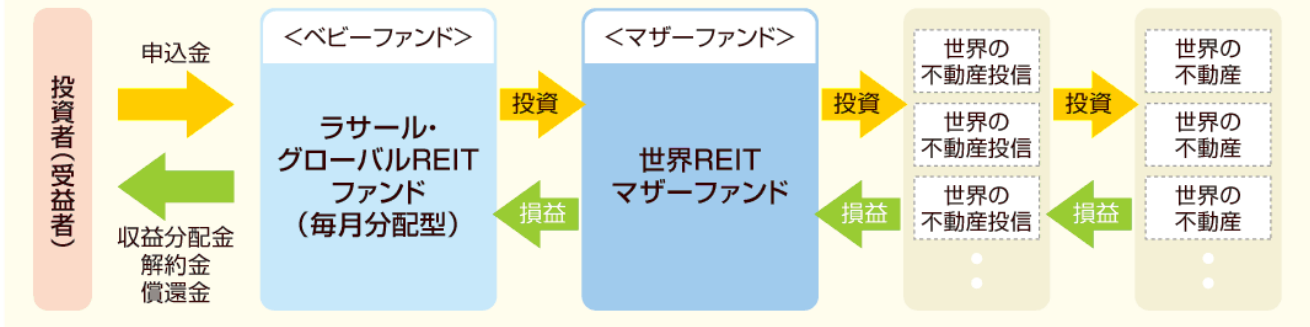 投資者（受益者）
申込金
収益分配金
解約金
償還金
＜ベビーファンド＞
ラサール・
グローバルREIT
ファンド
（毎月分配型）
投資
損益
＜マザーファンド＞
世界REIT
マザーファンド
投資
損益
世界の
不動産投信
世界の
不動産投信
世界の
不動産投信
投資
損益
世界の
不動産
世界の
不動産
世界の
不動産